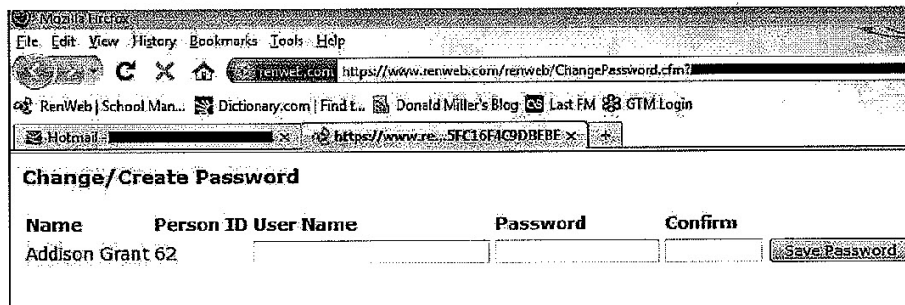 Mozilla Firefox
File Edit View History Bookmarks Tools Help
renweb.com https://www.renweb.com/renweb/ChangePassword.cfm?
RenWeb | School Man... Dictionary.com | Find t... Donald Miller's Blog Last FM GTM Login
Hotmail - https://www.re...5FC16F4C9DBEBE
Change/Create Password
Name Person ID User Name Password Confirm
Addison Grant 62 Save Password